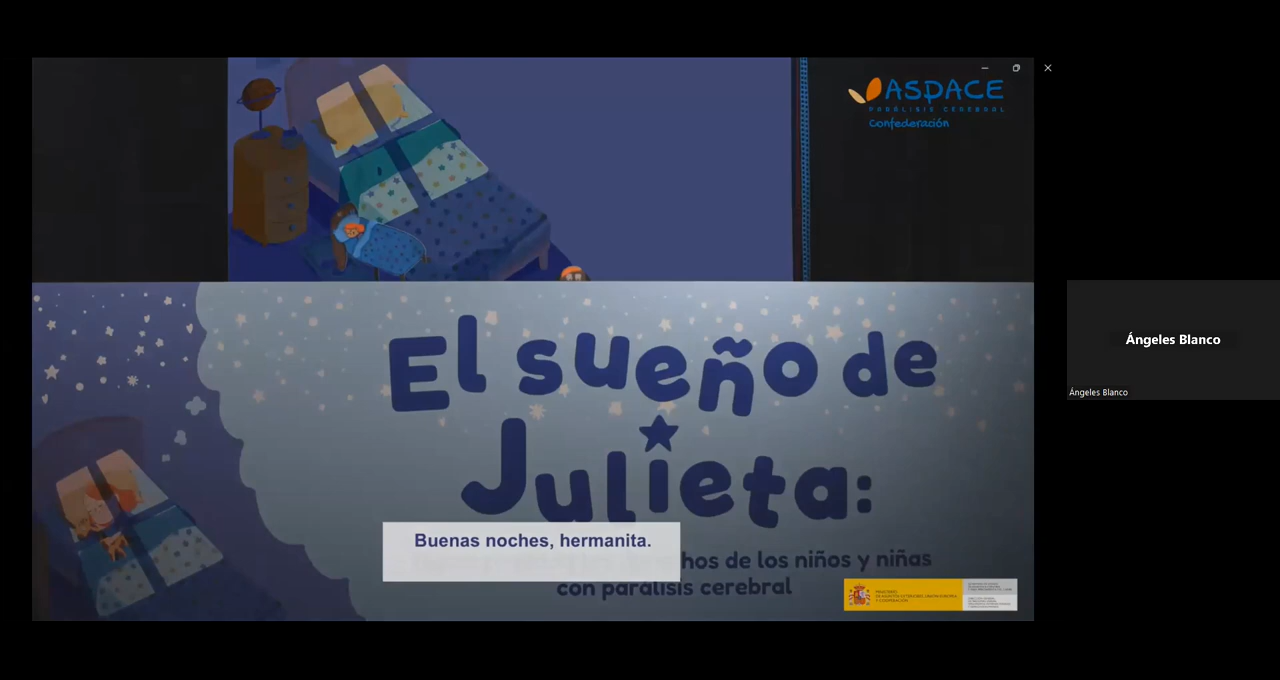 ASPACE
PARÁLISIS CEREBRAL
Confederación
El sueño de
Julieta:
Buenas noches, hermanita.
de los niños y niñas
con parálisis cerebral
Ángeles Blanco
Ángeles Blanco